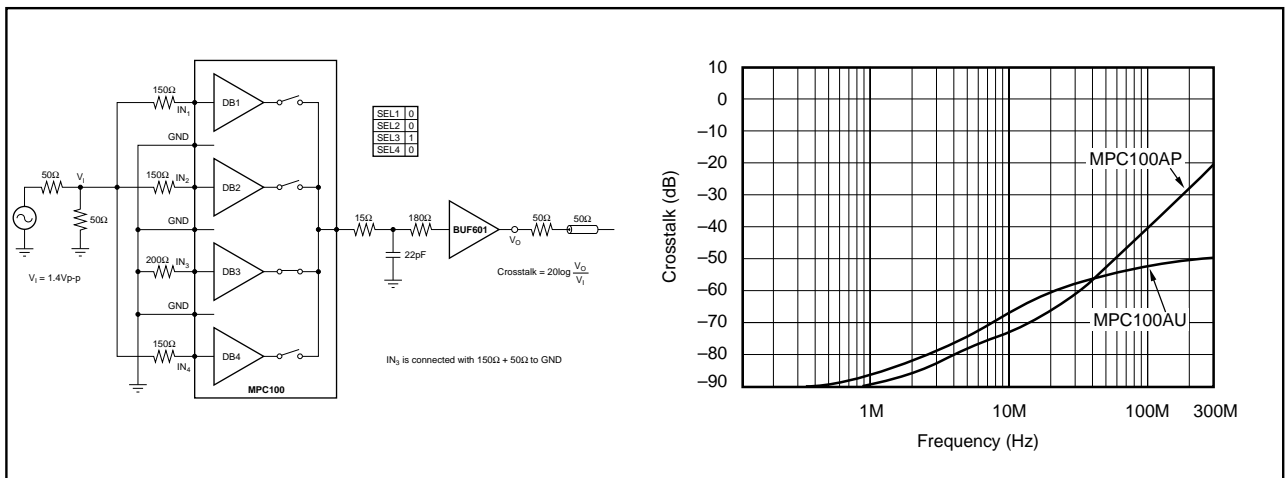 150Ω
IN1
DB1
GND
50Ω
VI
50Ω
VI = 1.4Vp-p
150Ω
IN2
DB2
GND
200Ω
IN3
DB3
GND
150Ω
IN4
DB4
MPC100
SEL1 0
SEL2 0
SEL3 1
SEL4 0
15Ω
22pF
180Ω
BUF601
VO
50Ω
50Ω
Crosstalk = 20log VO
VI
IN3 is connected with 150Ω + 50Ω to GND
Crosstalk (dB)
10
0
–10
–20
–30
–40
–50
–60
–70
–80
–90
MPC100AP
MPC100AU
1M
10M
100M
300M
Frequency (Hz)